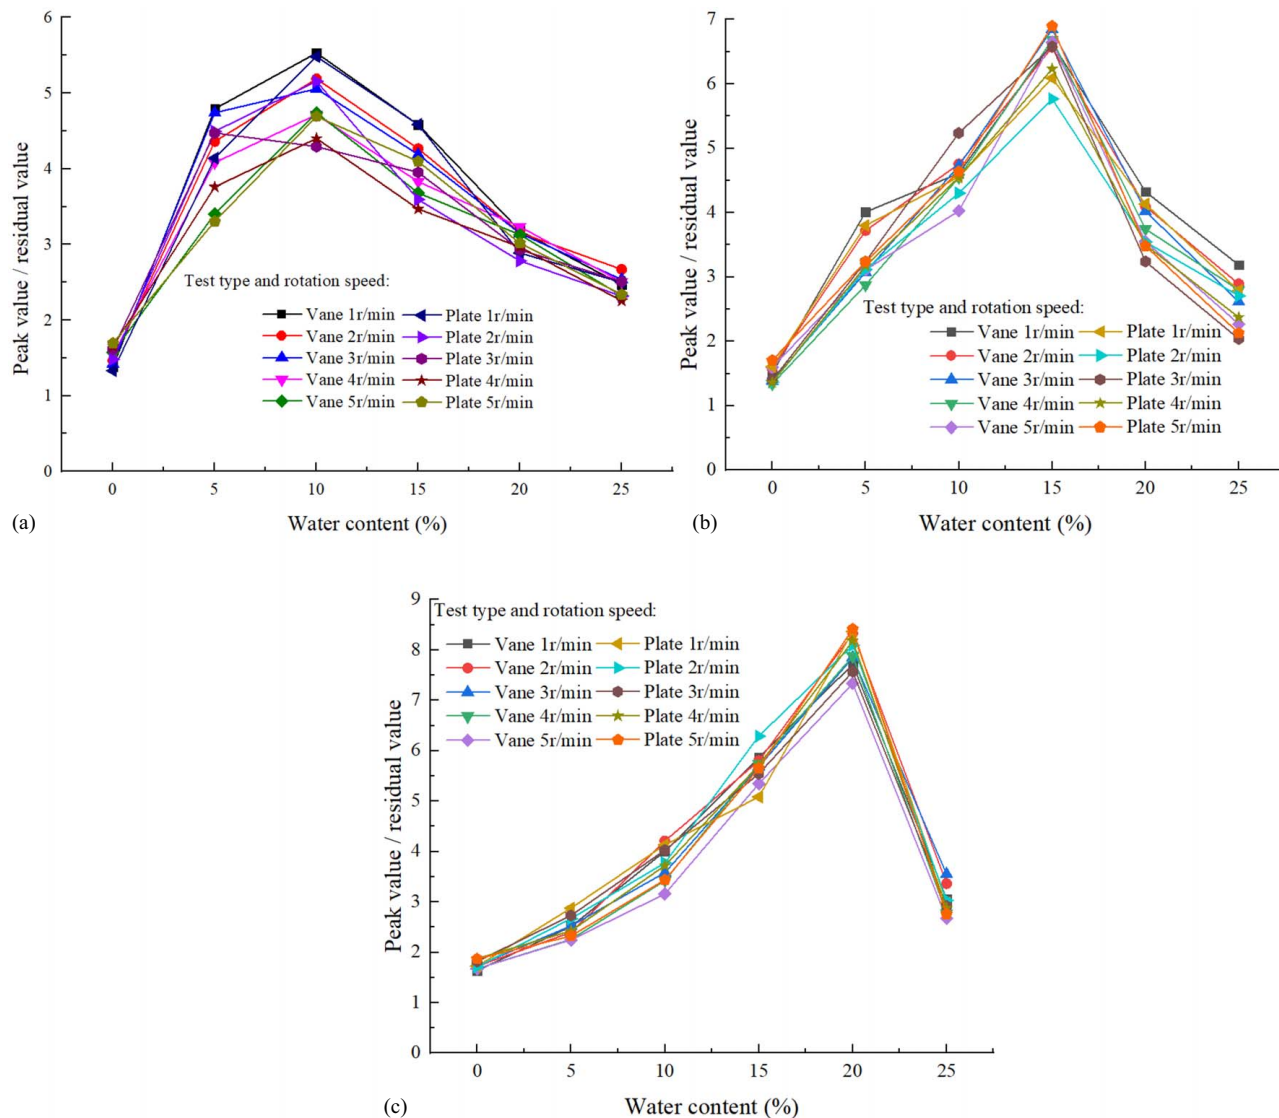 6
5
4
3
2
1
0
Peak value / residual value
Test type and rotation speed:
Vane 1r/min Plate 1r/min
Vane 2r/min Plate 2r/min
Vane 3r/min Plate 3r/min
Vane 4r/min Plate 4r/min
Vane 5r/min Plate 5r/min
0 5 10 15 20 25
Water content (%)
(a)
7
6
5
4
3
2
1
0
Peak value / residual value
Test type and rotation speed:
Vane 1r/min Plate 1r/min
Vane 2r/min Plate 2r/min
Vane 3r/min Plate 3r/min
Vane 4r/min Plate 4r/min
Vane 5r/min Plate 5r/min
0 5 10 15 20 25
Water content (%)
(b)
9
8
7
6
5
4
3
2
1
0
Peak value / residual value
Test type and rotation speed:
Vane 1r/min Plate 1r/min
Vane 2r/min Plate 2r/min
Vane 3r/min Plate 3r/min
Vane 4r/min Plate 4r/min
Vane 5r/min Plate 5r/min
0 5 10 15 20 25
Water content (%)
(c)